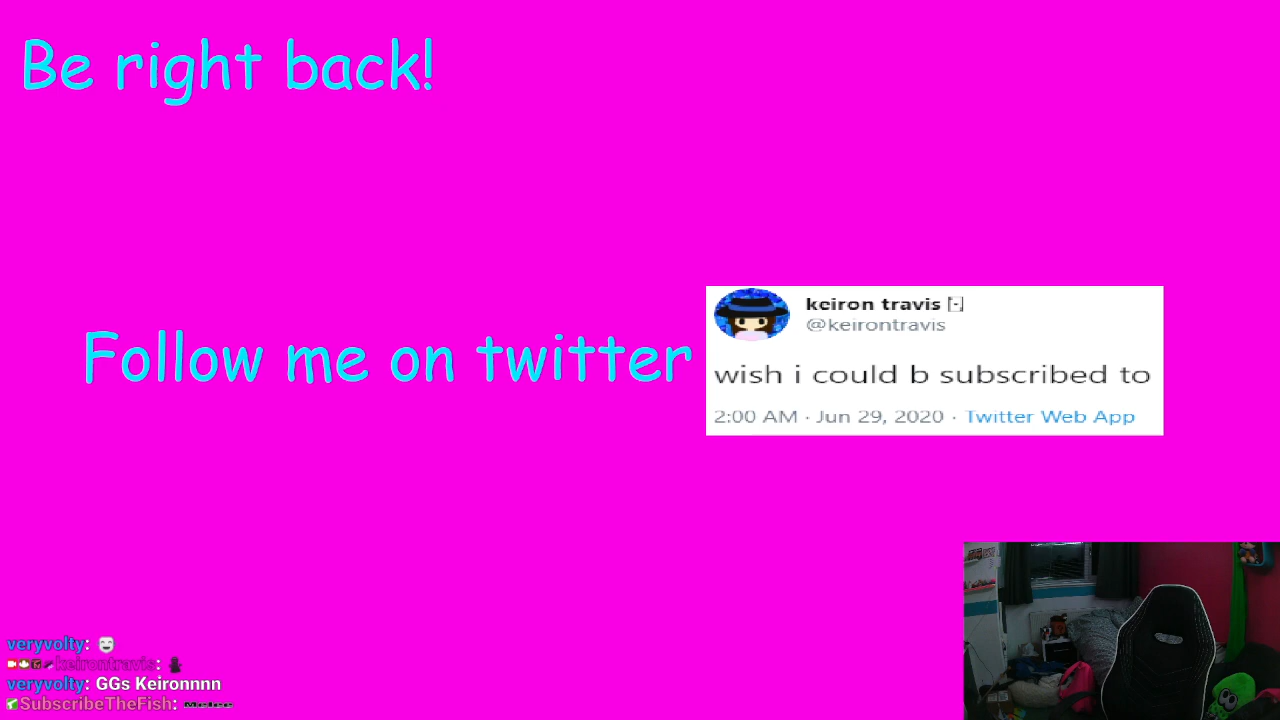 Be right back!
Follow me on twitter
keiron travis
@keirontravis
wish i could b subscribed to
2:00 AM · Jun 29, 2020 · Twitter Web App
veryvolty:
keirontravis:
veryvolty: GGs Keironnnn
SubscribeTheFish: Melee